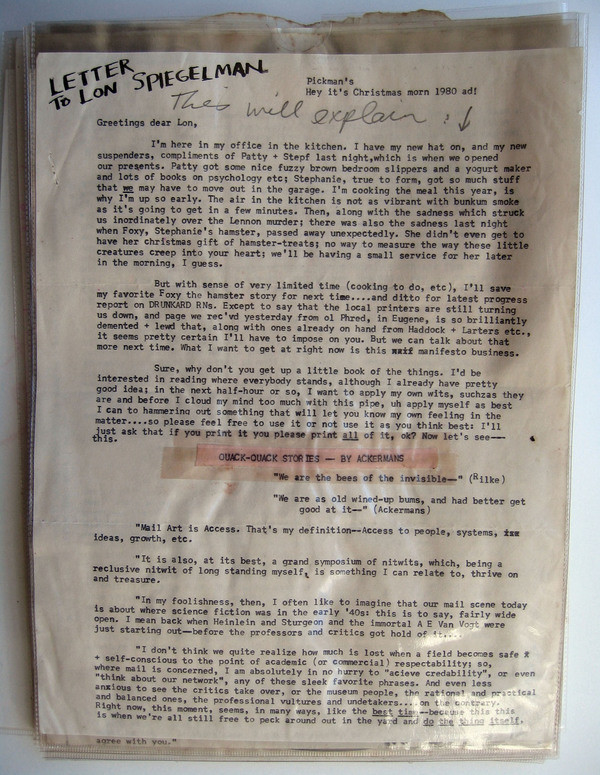 LETTER
TO LON SPIEGELMAN
Pickman's
Hey it's Christmas morn 1980 ad!
This will explain:
Greetings dear Lon,
I'm here in my office in the kitchen. I have my new hat on, and my new
suspenders, compliments of Patty + Stepf last night,which is when we opened
our presents. Patty got some nice fuzzy brown bedroom slippers and a yogurt maker
and lots of books on psychology etc; Stephanie, true to form, got so much stuff
that we may have to move out in the garage. I'm cooking the meal this year, is
why I'm up so early. The air in the kitchen is not as vibrant with bunkum smoke
as it's going to get in a few minutes. Then, along with the sadness which struck
us inordinately over the Lennon murder; there was also the sadness last night
when Foxy, Stephanie's hamster, passed away unexpectedly. She didn't even get to
have her christmas gift of hamster-treats; no way to measure the way these little
creatures creep into your heart; we'll be having a small service for her later
in the morning, I guess.
But with sense of very limited time (cooking to do, etc), I'll save
my favorite Foxy the hamster story for next time....and ditto for latest progress
report on DRUNKARD RNs. Except to say that the local printers are still turning
us down, and page we rec'vd yesterday from ol Phred, in Eugene, is so brilliantly
demented + lewd that, along with ones already on hand from Haddock + Larters etc.,
it seems pretty certain I'll have to impose on you. But we can talk about that
more next time. What I want to get at right now is this manifesto business.
Sure, why don't you get up a little book of the things. I'd be
interested in reading where everybody stands, although I already have pretty
good idea; in the next half-hour or so, I want to apply my own wits, suchzas they
are and before I cloud my mind too much with this pipe, uh apply myself as best
I can to hammering out something that will let you know my own feeling in the
matter....so please feel free to use it or not use it as you think best: I'll
just ask that if you print it you please print all of it, ok? Now let's see--
this.
QUACK-QUACK STORIES — BY ACKERMANS
"We are the bees of the invisible—" (Rilke)
"We are as old wined-up bums, and had better get
good at it—" (Ackermans)
"Mail Art is Access. That's my definition—Access to people, systems,
ideas, growth, etc.
"It is also, at its best, a grand symposium of nitwits, which, being a
reclusive nitwit of long standing myself, is something I can relate to, thrive on
and treasure.
"In my foolishness, then, I often like to imagine that our mail scene today
is about where science fiction was in the early '40s: this is to say, fairly wide
open. I mean back when Heinlein and Sturgeon and the immortal A E Van Vogt were
just starting out—before the professors and critics got hold of it....
"I don't think we quite realize how much is lost when a field becomes safe
+ self-conscious to the point of academic (or commercial) respectability; so,
where mail is concerned, I am absolutely in no hurry to "acieve credability", or even
"think about our network", any of these sleek favorite phrases. And even less
anxious to see the critics take over, or the museum people, the rational and practical
and balanced ones, the professional vultures and undetakers....on the contrary.
Right now, this moment, seems, in many ways, like the best time--because this this
is when we're all still free to peck around out in the yard and do the thing itself.
agree with you."